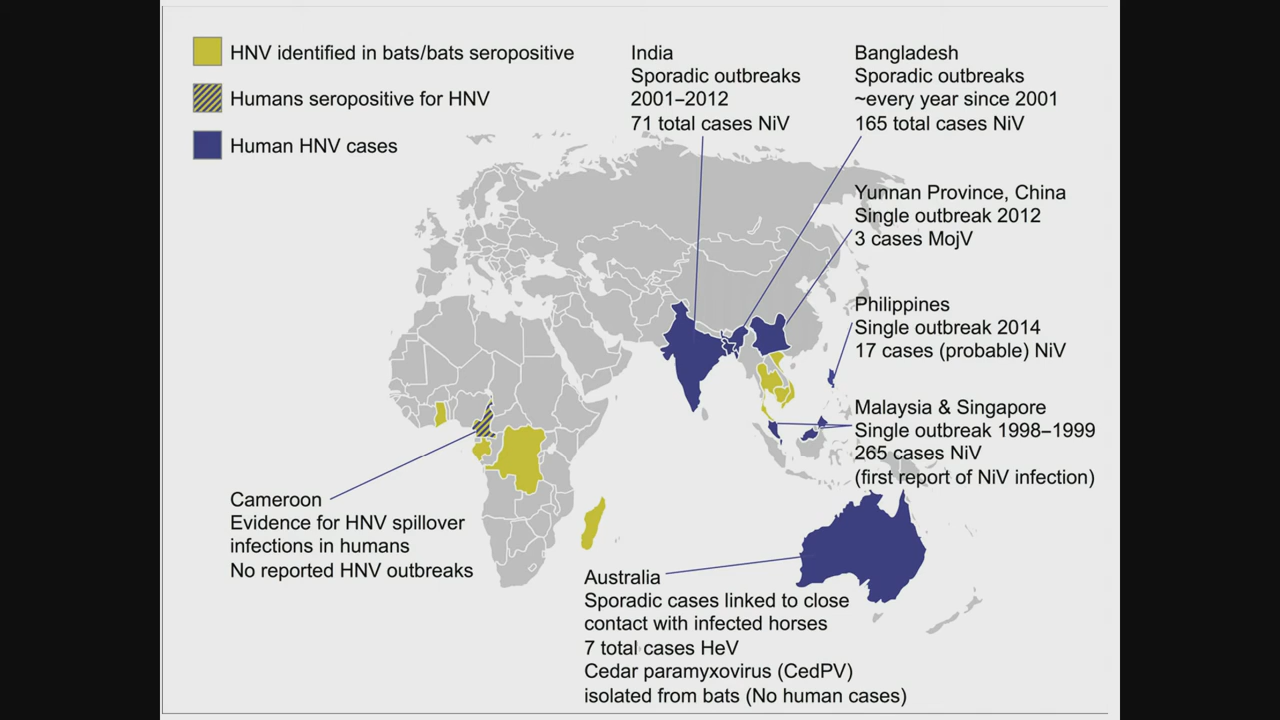 HNV identified in bats/bats seropositive
Humans seropositive for HNV
Human HNV cases
India
Sporadic outbreaks
2001–2012
71 total cases NiV
Bangladesh
Sporadic outbreaks
~every year since 2001
165 total cases NiV
Yunnan Province, China
Single outbreak 2012
3 cases MojV
Philippines
Single outbreak 2014
17 cases (probable) NiV
Malaysia & Singapore
Single outbreak 1998–1999
265 cases NiV
(first report of NiV infection)
Cameroon
Evidence for HNV spillover
infections in humans
No reported HNV outbreaks
Australia
Sporadic cases linked to close
contact with infected horses
7 total cases HeV
Cedar paramyxovirus (CedPV)
isolated from bats (No human cases)